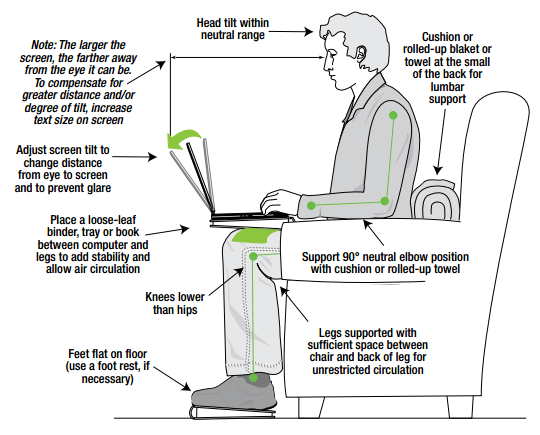 Head tilt within
neutral range
Note: The larger the
screen, the farther away
from the eye it can be.
To compensate for
greater distance and/or
degree of tilt, increase
text size on screen
Cushion or
rolled-up blaket or
towel at the small
of the back for
lumbar
support
Adjust screen tilt to
change distance
from eye to screen
and to prevent glare
Place a loose-leaf
binder, tray or book
between computer and
legs to add stability and
allow air circulation
Support 90° neutral elbow position
with cushion or rolled-up towel
Knees lower
than hips
Legs supported with
sufficient space between
chair and back of leg for
unrestricted circulation
Feet flat on floor
(use a foot rest, if
necessary)